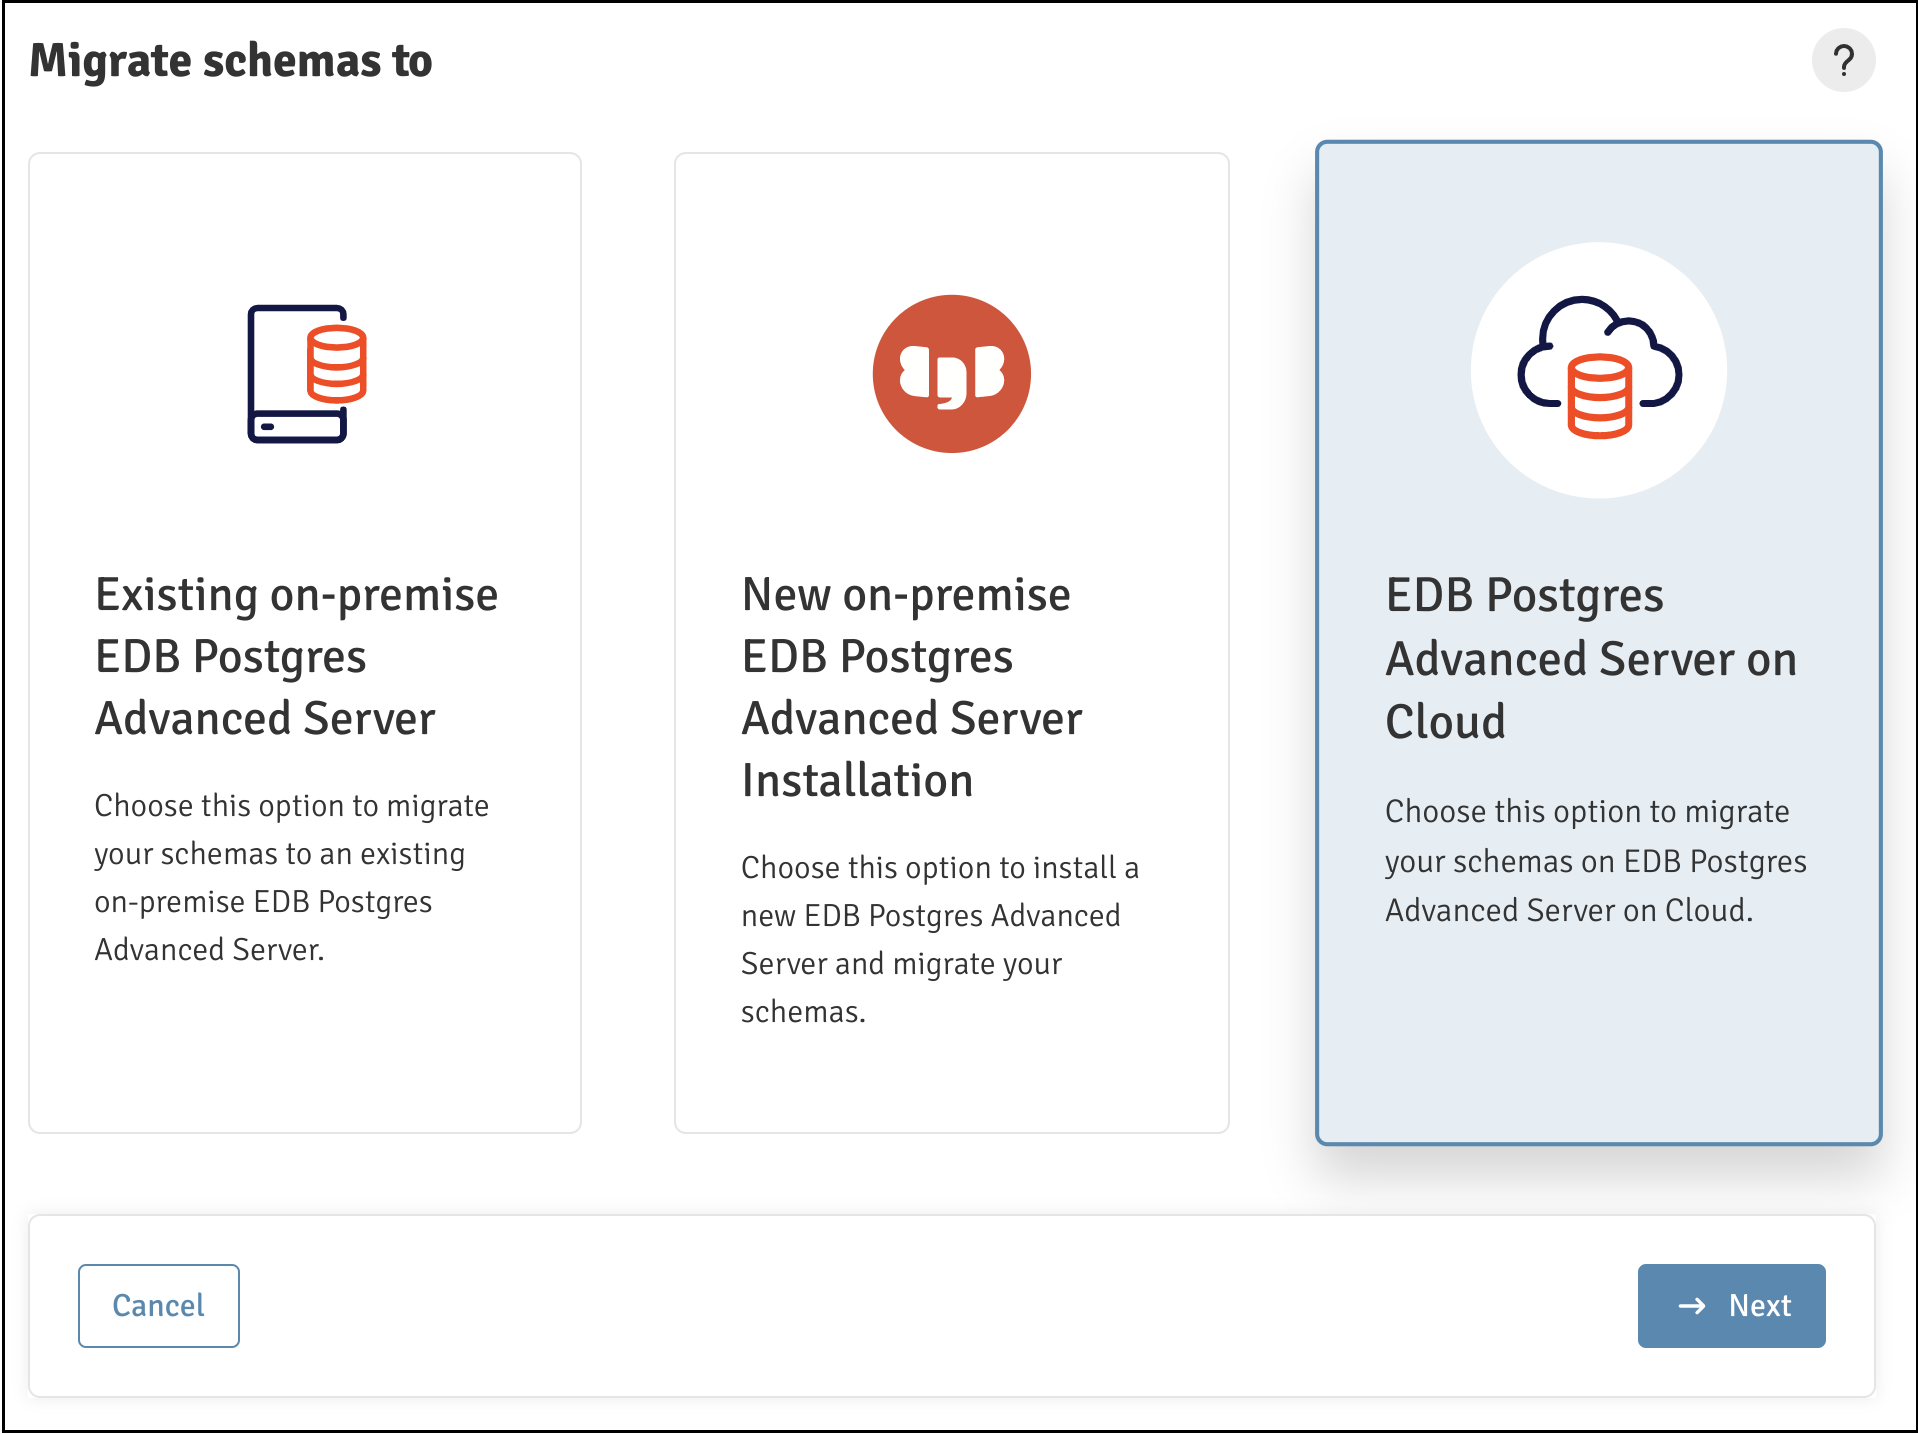 Migrate schemas to
?
Existing on-premise
EDB Postgres
Advanced Server
Choose this option to migrate
your schemas to an existing
on-premise EDB Postgres
Advanced Server.
New on-premise
EDB Postgres
Advanced Server
Installation
Choose this option to install a
new EDB Postgres Advanced
Server and migrate your
schemas.
EDB Postgres
Advanced Server on
Cloud
Choose this option to migrate
your schemas on EDB Postgres
Advanced Server on Cloud.
Cancel
→ Next